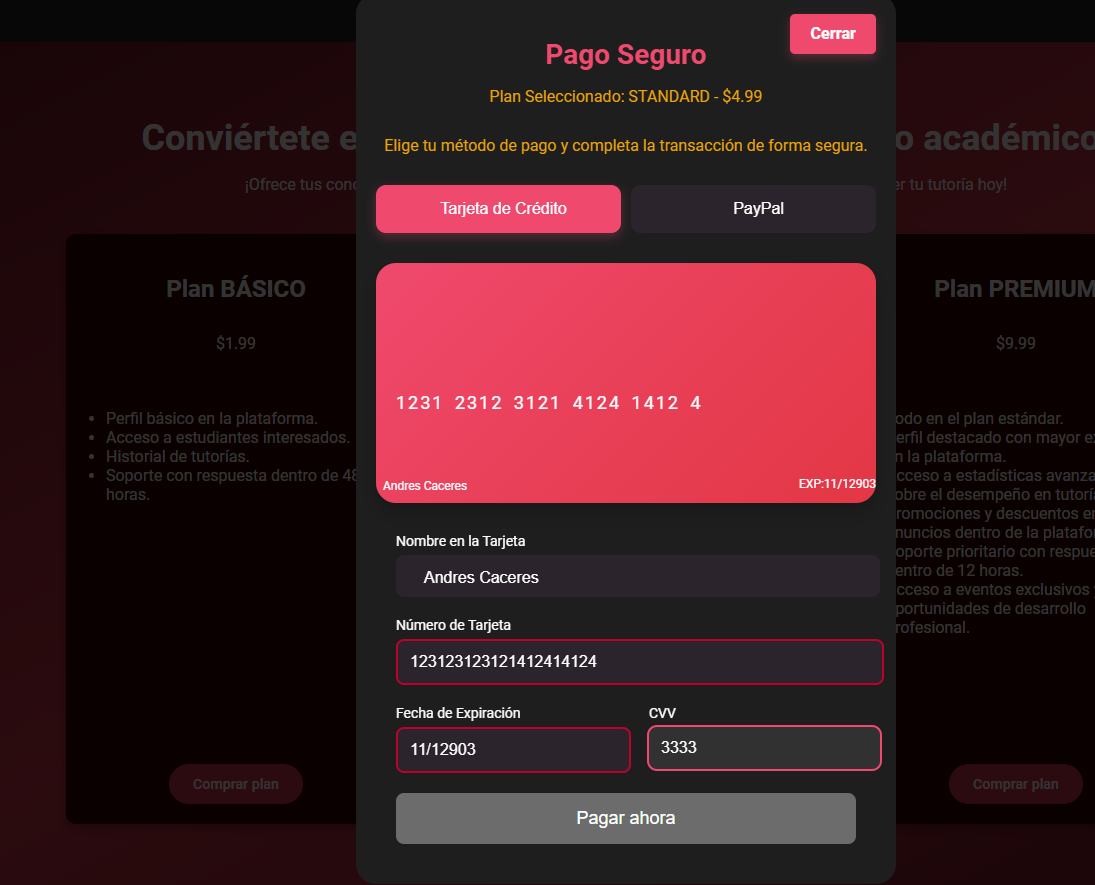 Cerrar
Pago Seguro
Plan Seleccionado: STANDARD - $4.99
Elige tu método de pago y completa la transacción de forma segura.
Tarjeta de Crédito
PayPal
1231 2312 3121 4124 1412 4
Andres Caceres
EXP:11/12903
Nombre en la Tarjeta
Andres Caceres
Número de Tarjeta
123123123121412414124
Fecha de Expiración
CVV
11/12903
3333
Pagar ahora
Conviértete e
o académico
¡Ofrece tus cono
er tu tutoría hoy!
Plan BÁSICO
$1.99
Perfil básico en la plataforma.
Acceso a estudiantes interesados.
Historial de tutorías.
Soporte con respuesta dentro de 48
horas.
Comprar plan
Plan PREMIUM
$9.99
odo en el plan estándar.
erfil destacado con mayor e
n la plataforma.
cceso a estadísticas avanza
obre el desempeño en tutoría
romociones y descuentos en
nuncios dentro de la platafor
oporte prioritario con respue
entro de 12 horas.
cceso a eventos exclusivos y
portunidades de desarrollo
rofesional.
Comprar plan